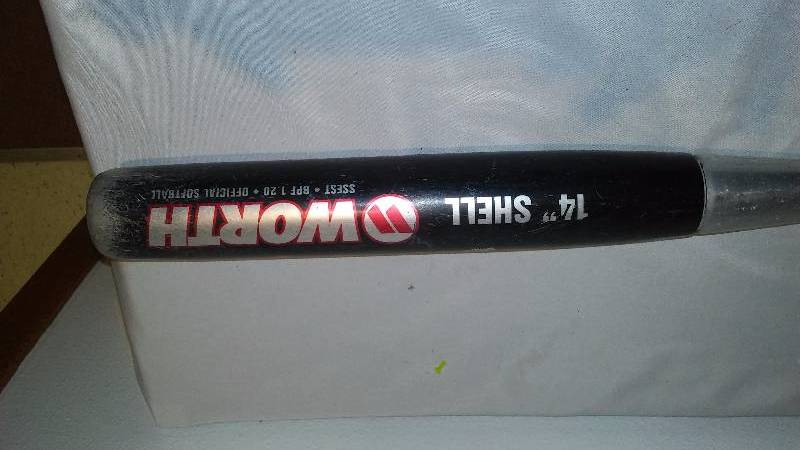 14" SHELL
WORTH
SSEST • BPF 1.20 • OFFICIAL SOFTBALL